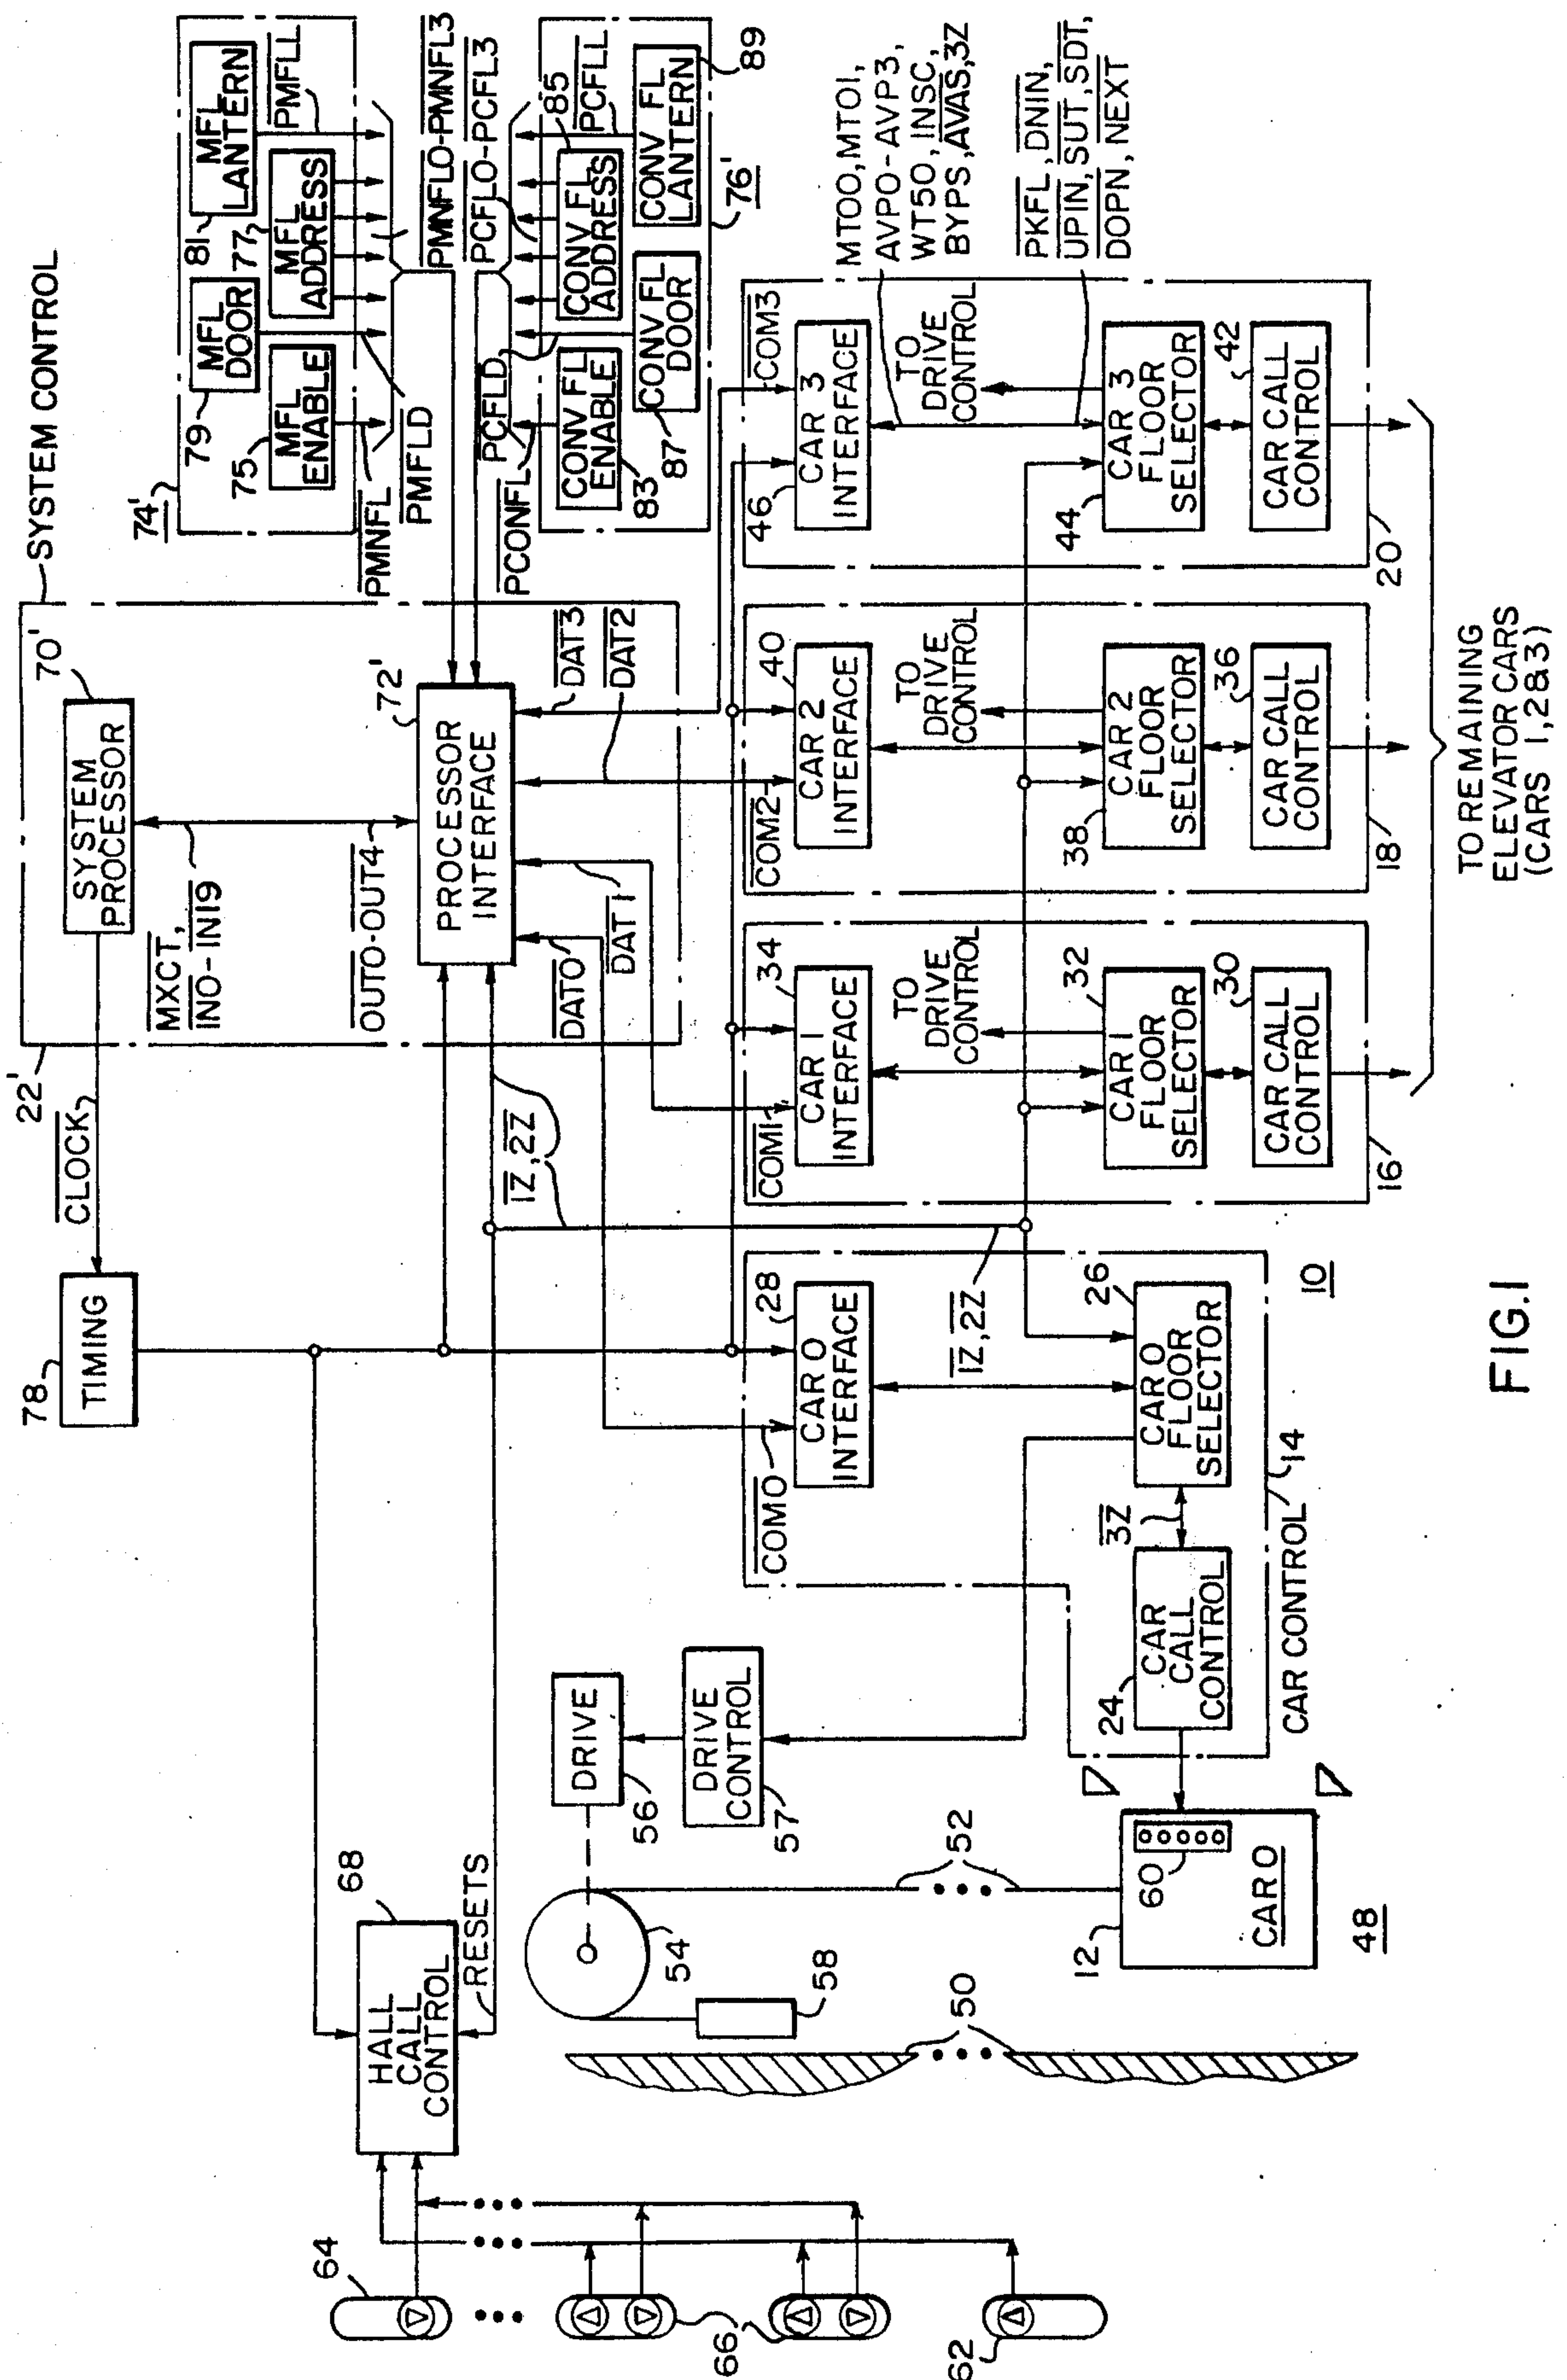 SYSTEM CONTROL
22'
70'
SYSTEM
PROCESSOR
CLOCK
78
TIMING
MXCT,
IN0-IN19
OUT0-OUT4
72'
PROCESSOR
INTERFACE
DAT0
DAT1
DAT2
DAT3
1Z, 2Z
74'
79
MFL
DOOR
81
MFL
LANTERN
75
MFL
ENABLE
77
MFL
ADDRESS
PMNFL
PMFLD
PMFLL
PMNFL0-PMNFL3
PCFL0-PCFL3
PCONFL
PCFLD
PCFLL
CONV FL
ENABLE
83
CONV FL
ADDRESS
85
CONV FL
DOOR
87
CONV FL
LANTERN
89
76'
64
66
62
HALL
CALL
CONTROL
68
RESETS
DRIVE
56
DRIVE
CONTROL
57
54
58
52
50
12
60
CAR 0
48
COM0
CAR 0
INTERFACE
28
1Z, 2Z
CAR 0
FLOOR
SELECTOR
26
3Z
24
CAR
CALL
CONTROL
CAR CONTROL
14
10
COM1
CAR 1
INTERFACE
34
TO
DRIVE
CONTROL
CAR 1
FLOOR
SELECTOR
32
CAR CALL
CONTROL
30
16
COM2
CAR 2
INTERFACE
40
TO
DRIVE
CONTROL
38
CAR 2
FLOOR
SELECTOR
CAR CALL
CONTROL
36
18
COM3
46
CAR 3
INTERFACE
TO
DRIVE
CONTROL
44
CAR 3
FLOOR
SELECTOR
CAR CALL
CONTROL
42
20
MT00, MT01,
AVP0-AVP3,
WT50, INSC,
BYPS, AVAS, 3Z
PKFL, DNIN,
UPIN, SUT, SDT,
DOPN, NEXT
TO REMAINING
ELEVATOR CARS
(CARS 1, 2 & 3)
FIG. 1